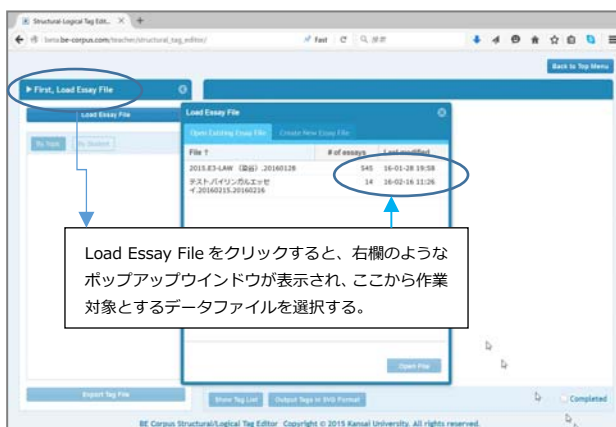 Structural-Logical Tag Edit...
beta.be-corpus.com/teacher/structural_tag_editor/
Fast
検索
Back to Top Menu
First, Load Essay File
Load Essay File
By Topic
By Student
Load Essay File
Open Existing Essay File
Create New Essay File
File ↑
# of essays
Last modified
2015.E3-LAW （染谷）.20160128
545
16-01-28 19:58
テスト.バイリンガルエッセ
イ.20160215.20160216
14
16-02-16 11:26
Load Essay File をクリックすると、右欄のような
ポップアップウインドウが表示され、ここから作業
対象とするデータファイルを選択する。
Open File
Export Tag File
Show Tag List
Output Tags in SVG Format
Completed
BE Corpus Structural/Logical Tag Editor Copyright © 2015 Kansai University. All rights reserved.